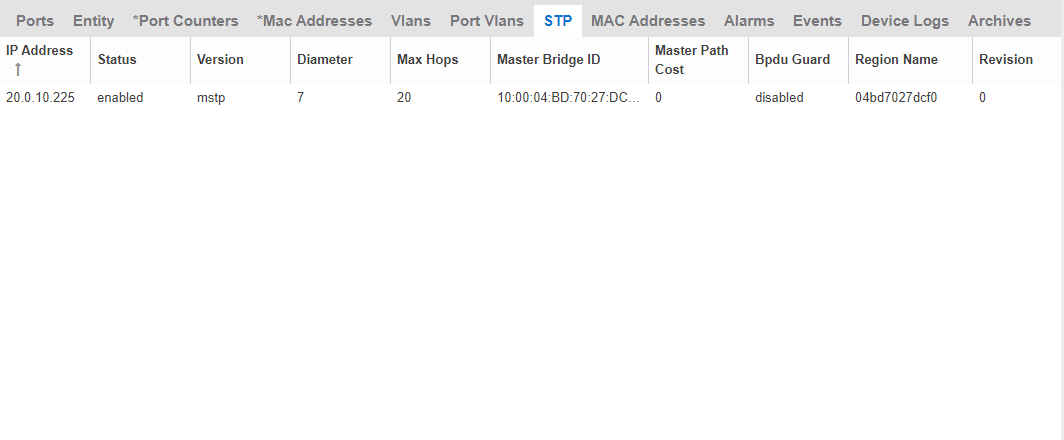 Ports Entity *Port Counters *Mac Addresses Vlans Port Vlans STP MAC Addresses Alarms Events Device Logs Archives
IP Address Status Version Diameter Max Hops Master Bridge ID Master Path Cost Bpdu Guard Region Name Revision
20.0.10.225 enabled mstp 7 20 10:00:04:BD:70:27:DC... 0 disabled 04bd7027dcf0 0